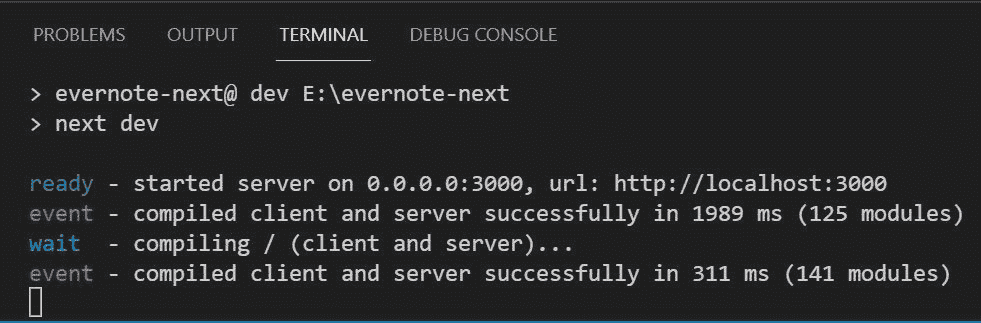 PROBLEMS OUTPUT TERMINAL DEBUG CONSOLE
> evernote-next@ dev E:\evernote-next
> next dev
ready - started server on 0.0.0.0:3000, url: http://localhost:3000
event - compiled client and server successfully in 1989 ms (125 modules)
wait  - compiling / (client and server)...
event - compiled client and server successfully in 311 ms (141 modules)